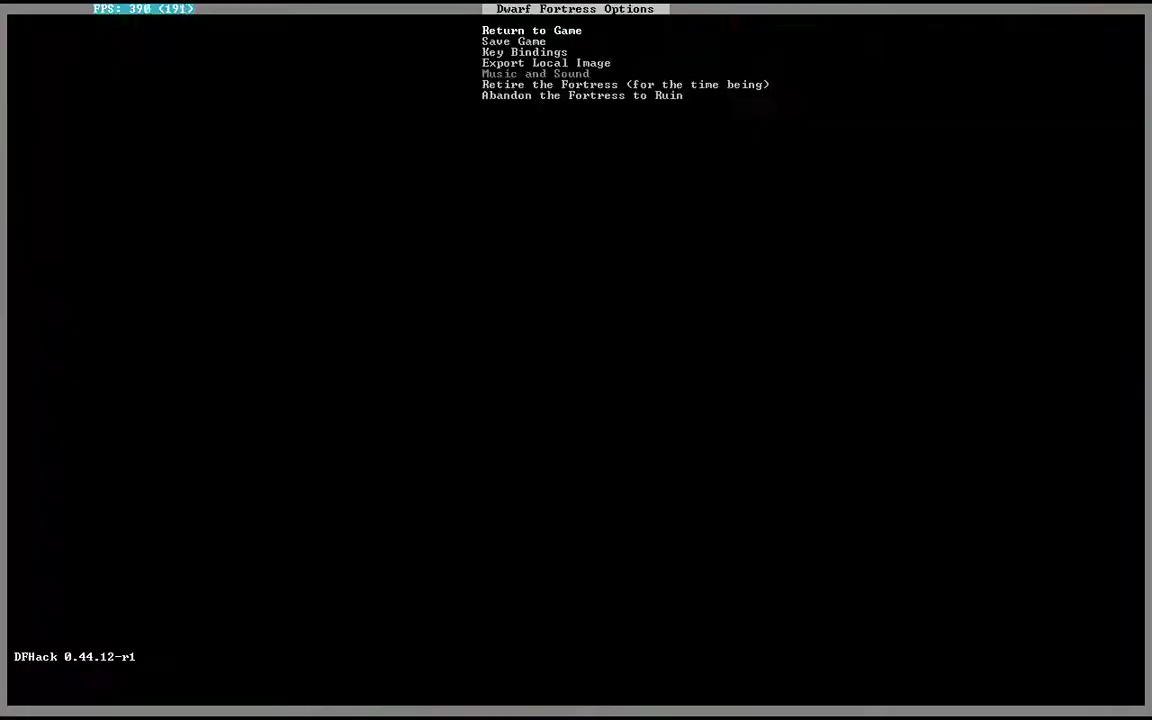 FPS: 390 (191)
Dwarf Fortress Options
Return to Game
Save Game
Key Bindings
Export Local Image
Music and Sound
Retire the Fortress (for the time being)
Abandon the Fortress to Ruin
DFHack 0.44.12-r1